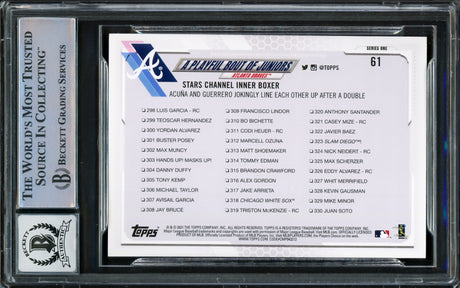 THE WORLD'S MOST TRUSTED
SOURCE IN COLLECTING™
BECKETT GRADING SERVICES
BECKETT
A PLAYFUL BOUT OF JUNIORS
ATLANTA BRAVES™
@TOPPS
SERIES ONE
61
STARS CHANNEL INNER BOXER
ACUÑA AND GUERRERO JOKINGLY LINE EACH OTHER UP AFTER A DOUBLE
298 LUIS GARCIA - RC
299 TEOSCAR HERNANDEZ
300 YORDAN ALVAREZ
301 BUSTER POSEY
302 MAX MUNCY
303 HANDS UP! MASKS UP!
304 DANNY DUFFY
305 TONY KEMP
306 MICHAEL TAYLOR
307 AVISAIL GARCIA
308 JAY BRUCE
309 FRANCISCO LINDOR
310 BO BICHETTE
311 CODI HEUER - RC
312 MARCELL OZUNA
313 MATT SHOEMAKER
314 TOMMY EDMAN
315 BRANDON CRAWFORD
316 ALEX GORDON
317 JAKE ARRIETA
318 CHICAGO WHITE SOX™
319 TRISTON MCKENZIE - RC
320 ANTHONY SANTANDER
321 CASEY MIZE - RC
322 JAVIER BAEZ
323 SLAM DIEGO™
324 NICK NEIDERT - RC
325 MAX SCHERZER
326 EDDY ALVAREZ - RC
327 WHIT MERRIFIELD
328 KEVIN GAUSMAN
329 MIKE MINOR
330 JUAN SOTO
Topps